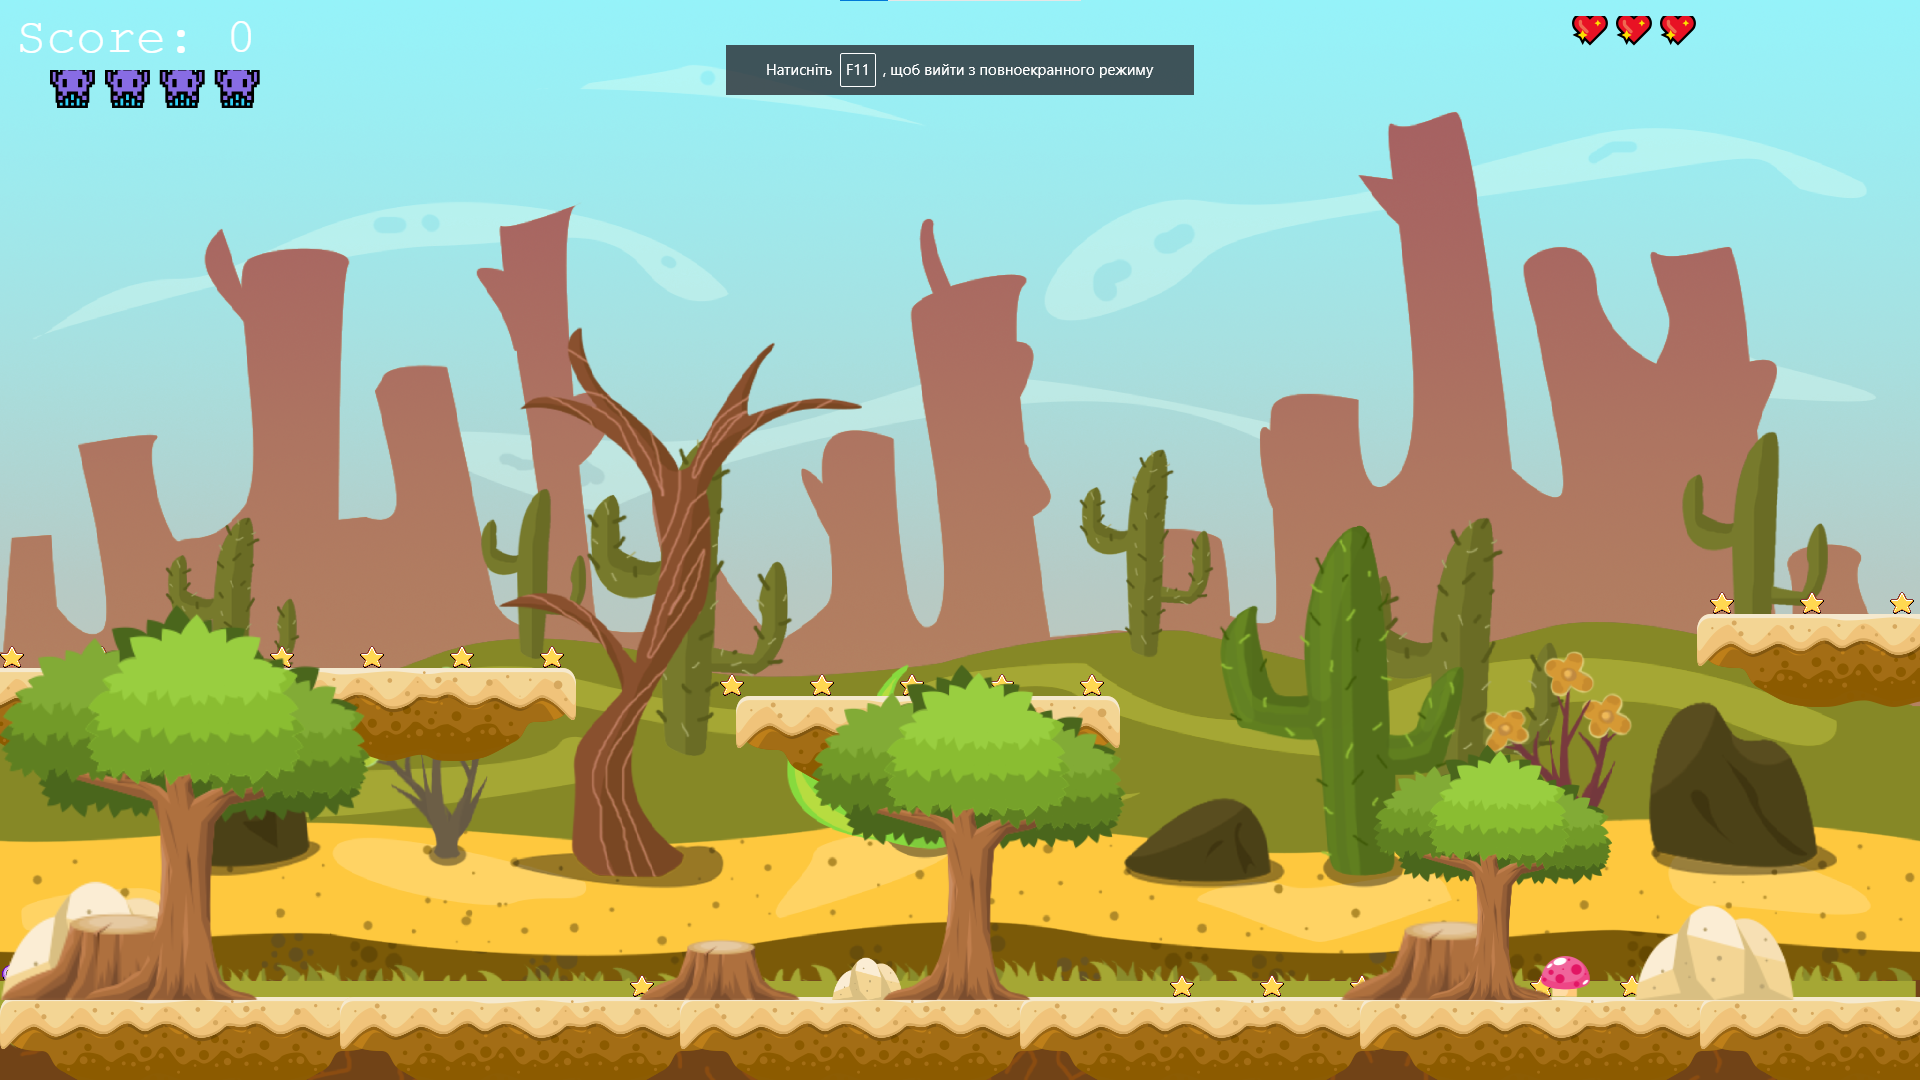 Score: 0
Натисніть F11 , щоб вийти з повноекранного режиму